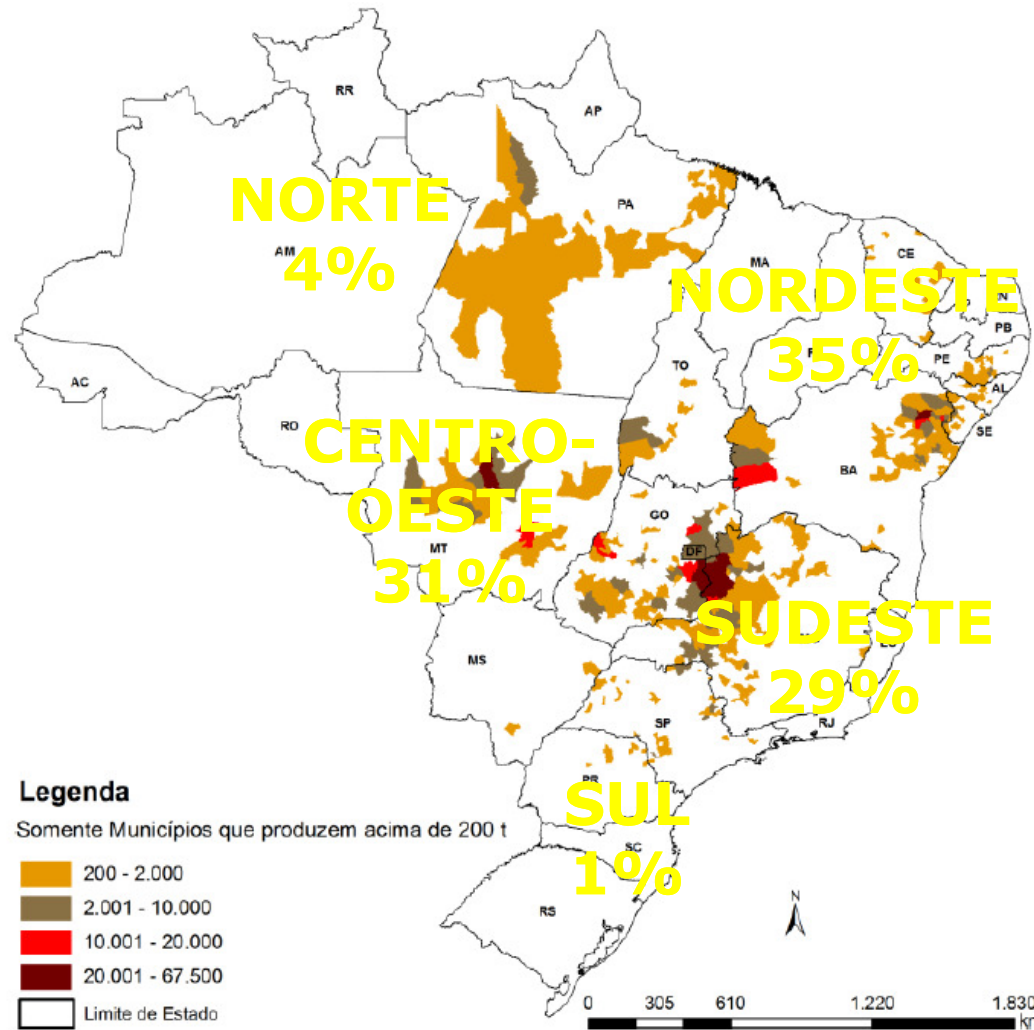 RR
AP
NORTE
4%
AM
PA
MA
CE
NORDESTE
35%
PB
PE
AL
SE
TO
BA
AC
RO
CENTRO-
OESTE
31%
MT
GO
DF
SUDESTE
29%
MS
SP
RJ
PR
SUL
1%
SC
RS
Legenda
Somente Municípios que produzem acima de 200 t
200 - 2.000
2.001 - 10.000
10.001 - 20.000
20.001 - 67.500
Limite de Estado
N
0 305 610 1.220 1.830